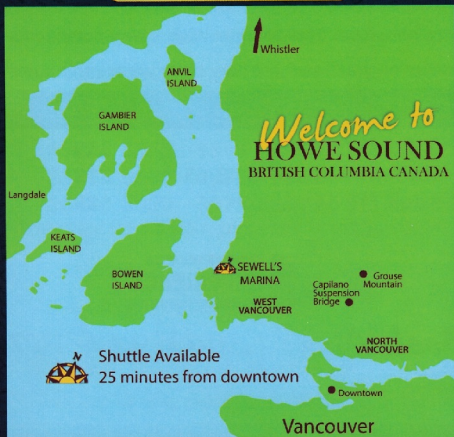 Whistler
ANVIL
ISLAND
GAMBIER
ISLAND
Welcome to
HOWE SOUND
BRITISH COLUMBIA CANADA
Langdale
KEATS
ISLAND
BOWEN
ISLAND
SEWELL'S
MARINA
WEST
VANCOUVER
Grouse
Mountain
Capilano
Suspension
Bridge
NORTH
VANCOUVER
N
Shuttle Available
25 minutes from downtown
Downtown
Vancouver